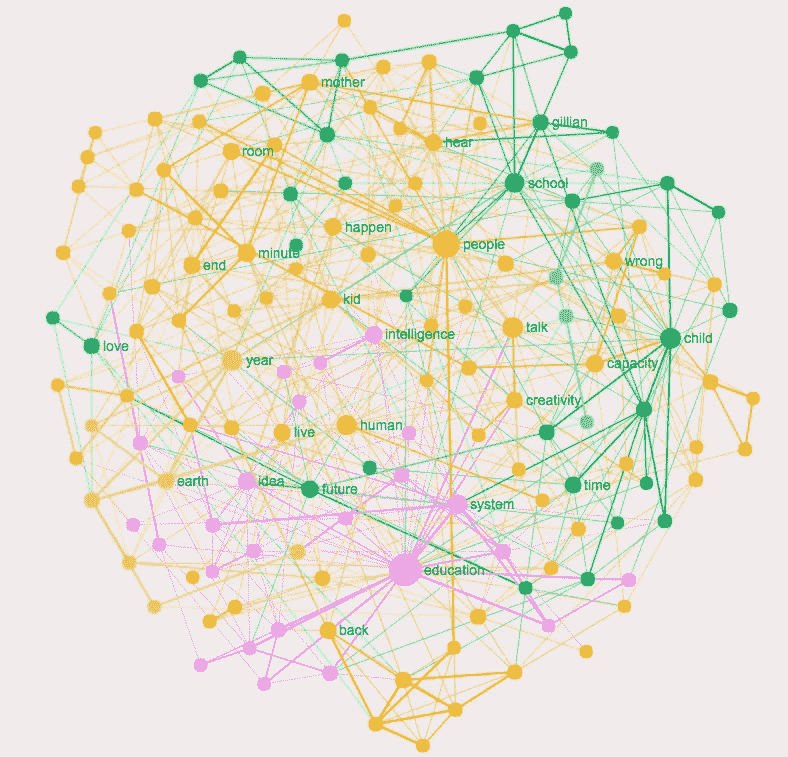 mother
gillian
hear
room
school
happen
people
minute
wrong
end
kid
talk
intelligence
child
love
year
capacity
creativity
human
live
earth
idea
future
time
system
education
back